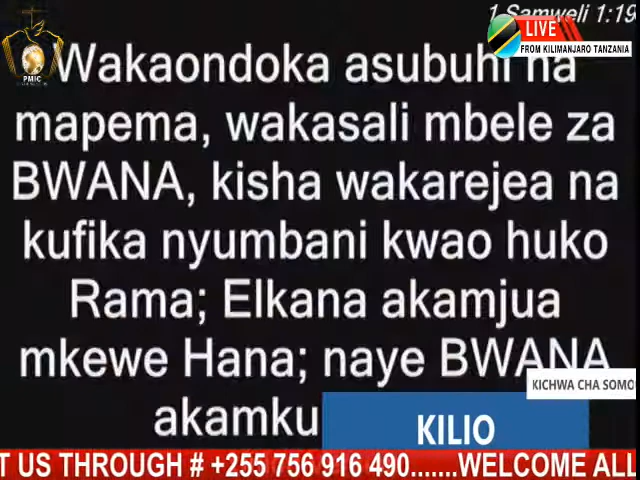 1 Samweli 1:19
LIVE
FROM KILIMANJARO TANZANIA
PMIC
Wakaondoka asubuhi na
mapema, wakasali mbele za
BWANA, kisha wakarejea na
kufika nyumbani kwao huko
Rama; Elkana akamjua
mkewe Hana; naye BWANA
akamku
KICHWA CHA SOMO
KILIO
T US THROUGH # +255 756 916 490.......WELCOME ALL